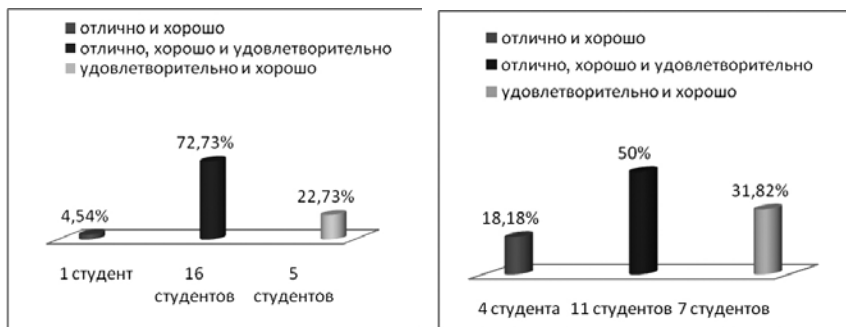 отлично и хорошо
отлично, хорошо и удовлетворительно
удовлетворительно и хорошо
72,73%
22,73%
4,54%
1 студент 16 5
студентов студентов
отлично и хорошо
отлично, хорошо и удовлетворительно
удовлетворительно и хорошо
50%
31,82%
18,18%
4 студента 11 студентов 7 студентов